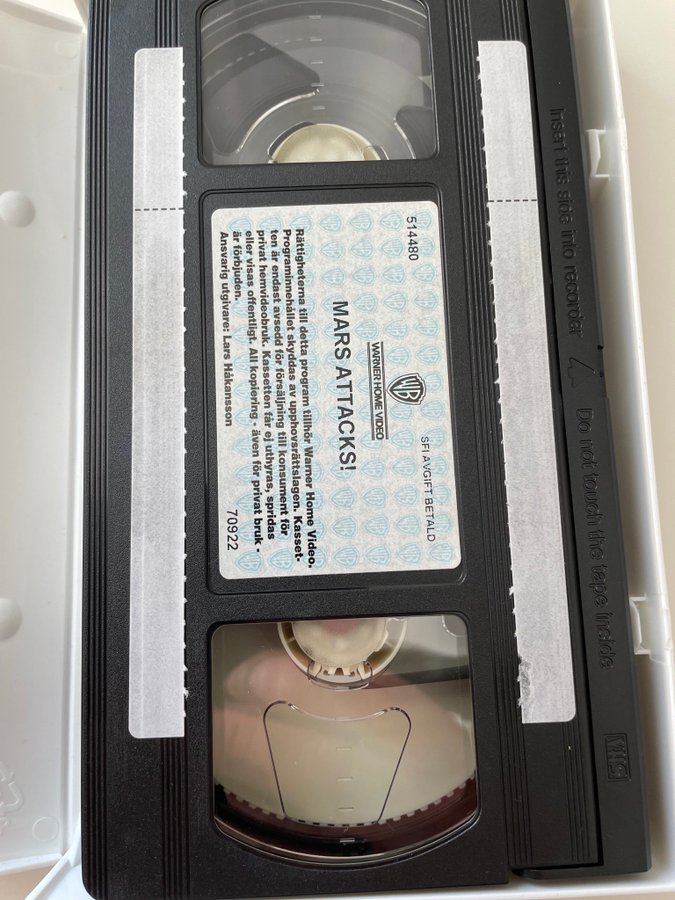 514480
SFI AVGIFT BETALD
WB
WARNER HOME VIDEO
MARS ATTACKS!
Rättigheterna till detta program tillhör Warner Home Video.
Programinnehållet skyddas av upphovsrättslagen. Kasset-
ten är endast avsedd för försäljning till konsument för
privat hemvideobruk. Kassetten får ej uthyras, spridas
eller visas offentligt. All kopiering - även för privat bruk -
är förbjuden.
Ansvarig utgivare: Lars Håkansson
70922
Insert this side into recorder
Do not touch the tape inside
VHS